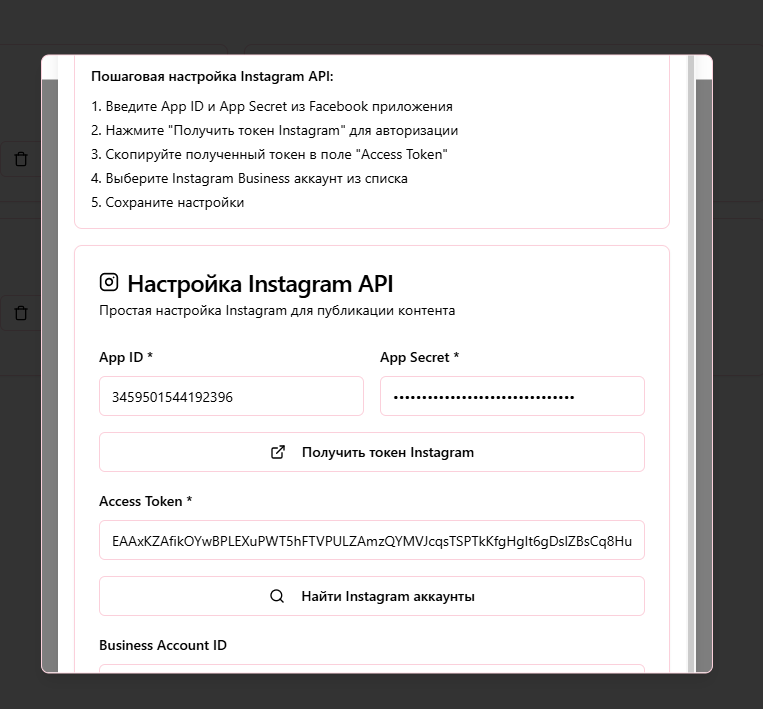 Пошаговая настройка Instagram API:
1. Введите App ID и App Secret из Facebook приложения
2. Нажмите "Получить токен Instagram" для авторизации
3. Скопируйте полученный токен в поле "Access Token"
4. Выберите Instagram Business аккаунт из списка
5. Сохраните настройки
Настройка Instagram API
Простая настройка Instagram для публикации контента
App ID * App Secret *
3459501544192396 ••••••••••••••••••••••••••••••••
Получить токен Instagram
Access Token *
EAAxKZAfikOYwBPLEXuPWT5hFTVPULZAmzQYMVJcqsTSPTkKfgHgIt6gDslZBsCq8Hu
Найти Instagram аккаунты
Business Account ID